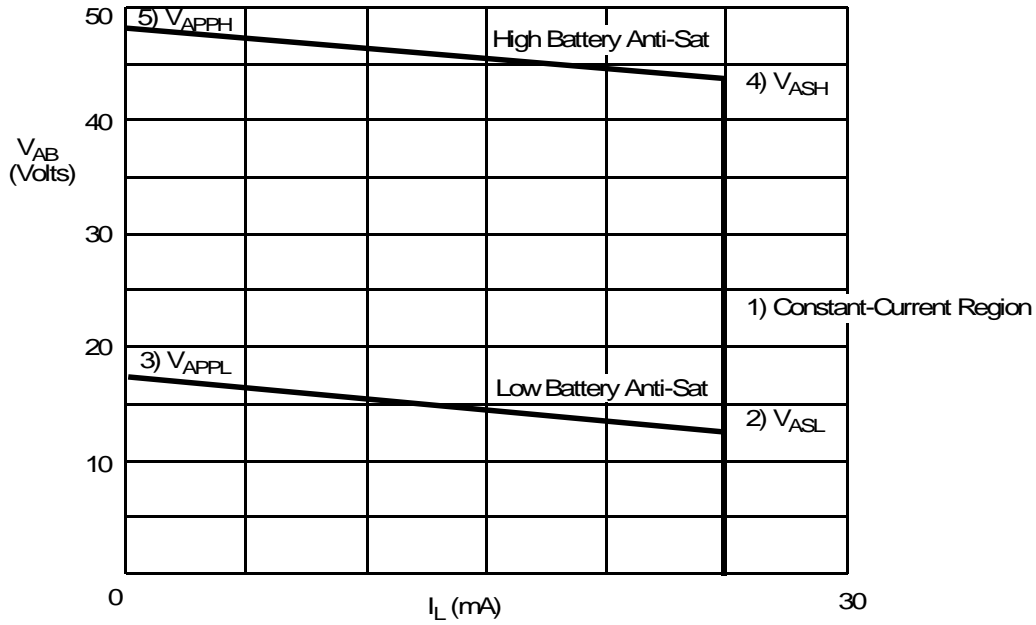 50
5) VAPPH
High Battery Anti-Sat
4) VASH
40
VAB
(Volts)
30
1) Constant-Current Region
20
3) VAPPL
Low Battery Anti-Sat
2) VASL
10
0
IL (mA)
30